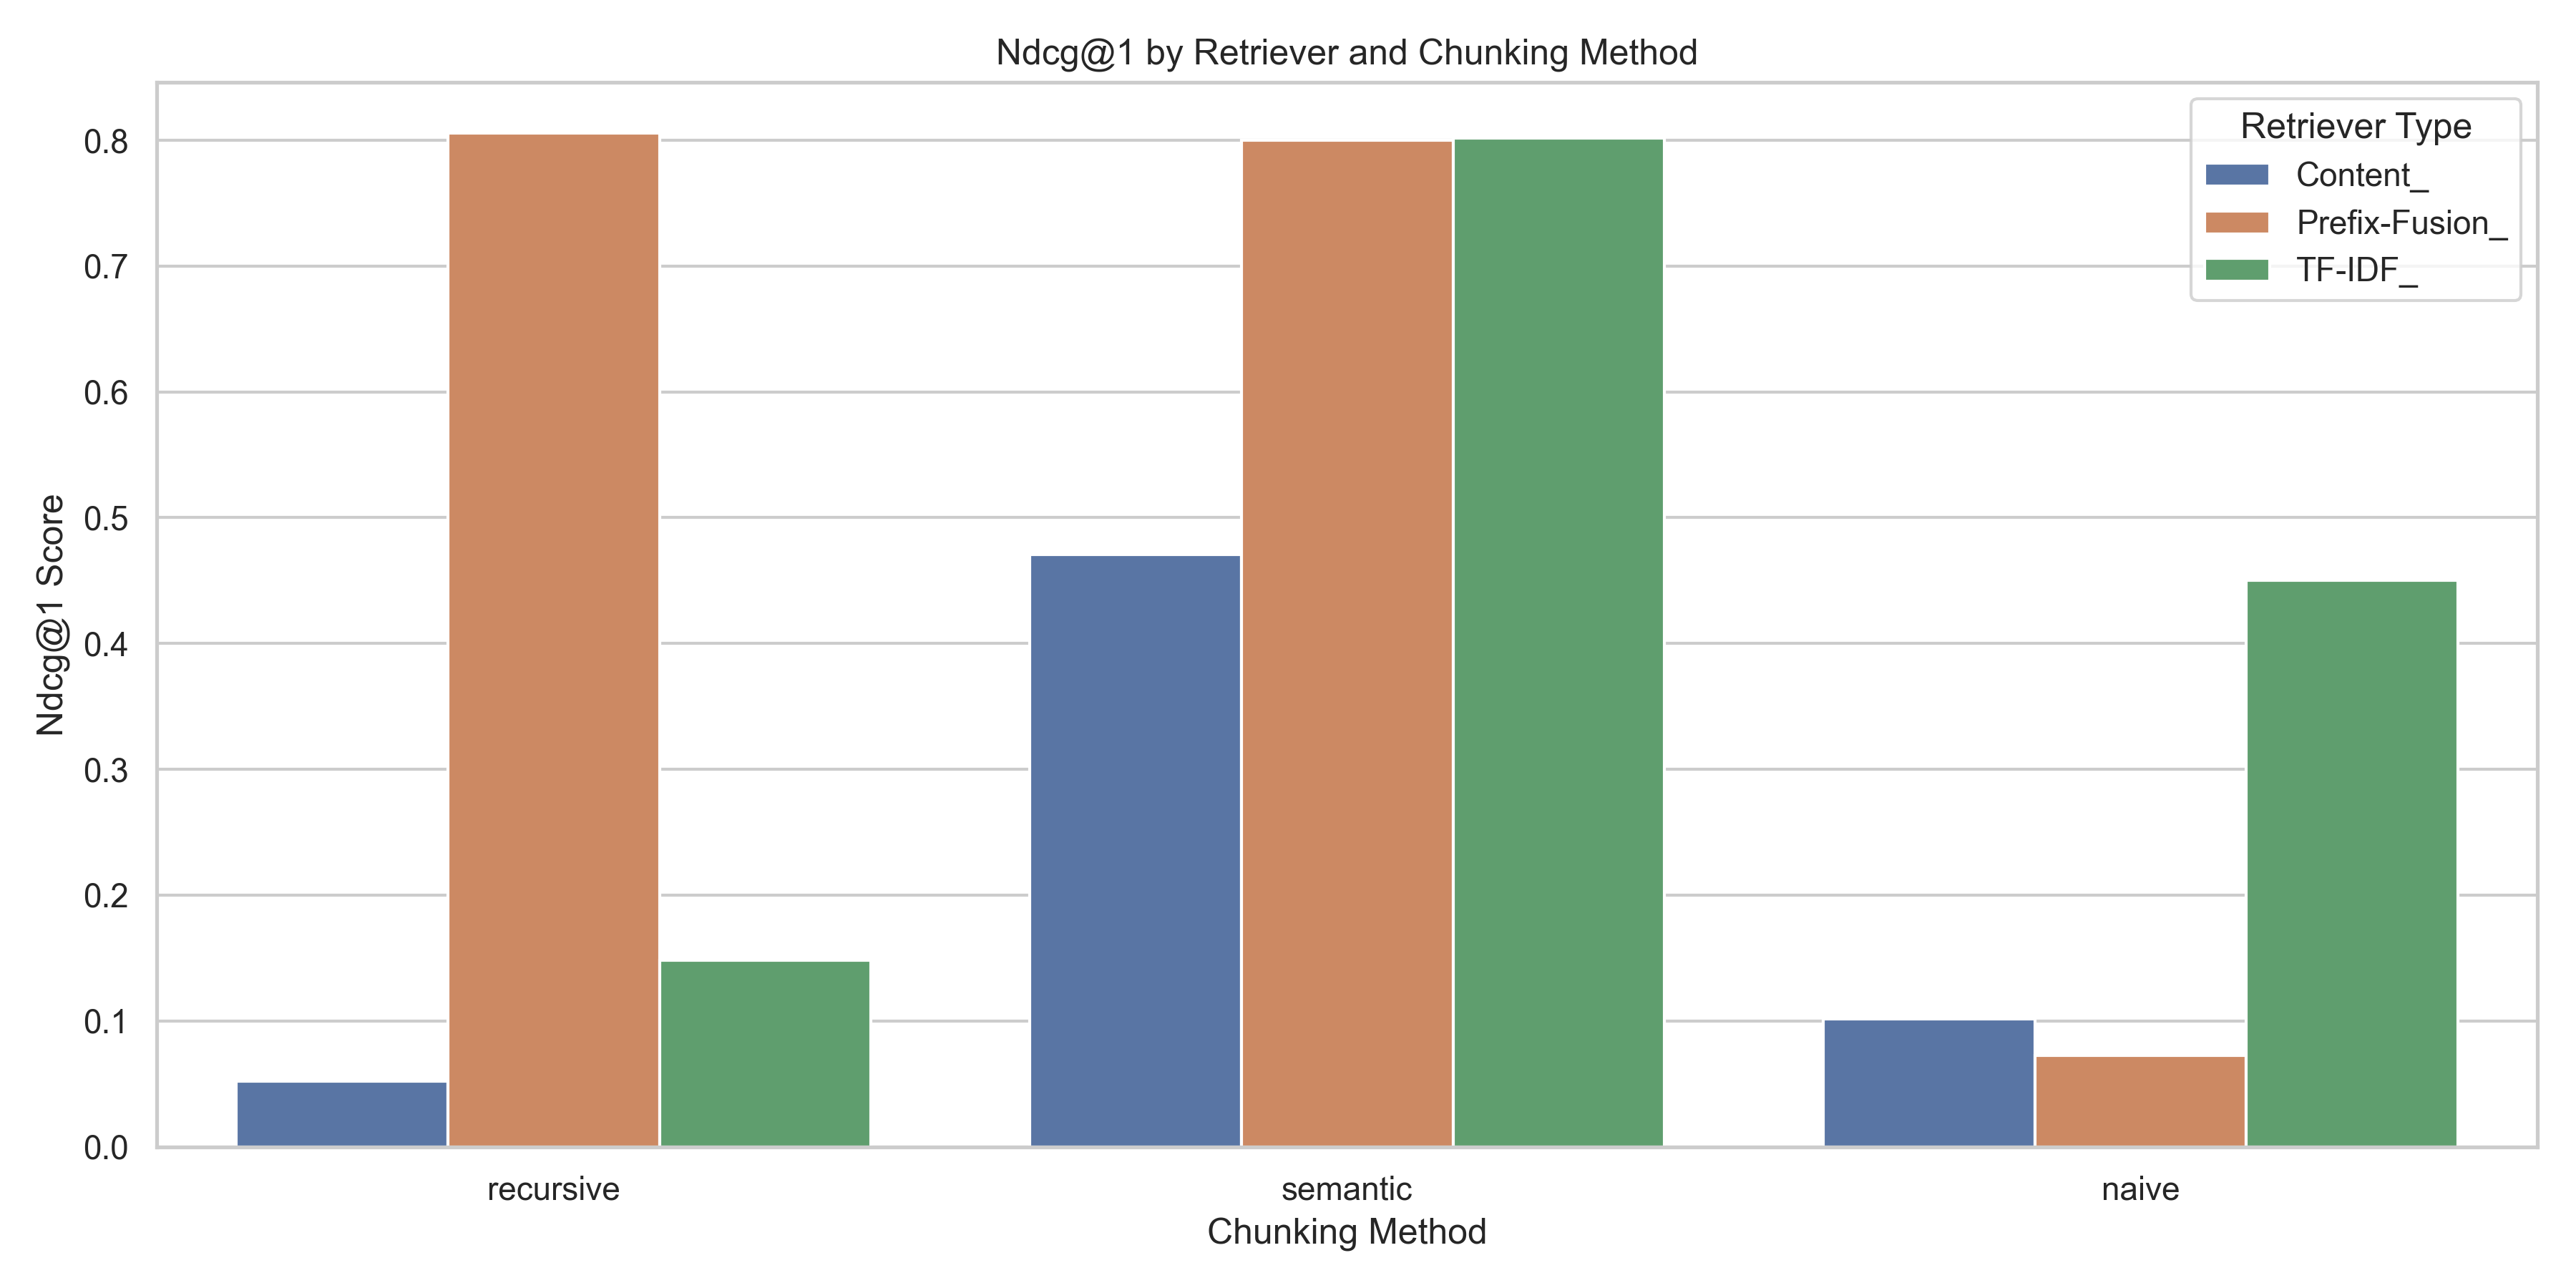 Ndcg@1 by Retriever and Chunking Method
Retriever Type
Content_
Prefix-Fusion_
TF-IDF_
Ndcg@1 Score
0.8
0.7
0.6
0.5
0.4
0.3
0.2
0.1
0.0
recursive
semantic
naive
Chunking Method